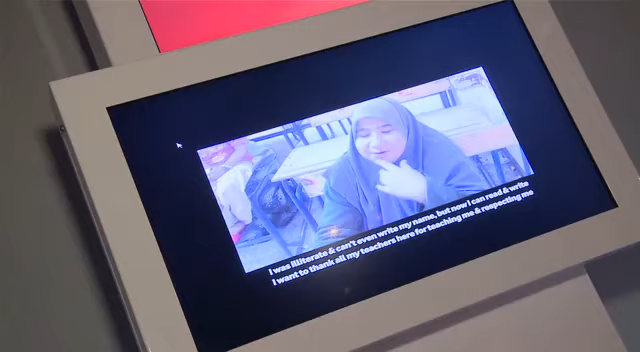 I was illiterate & can't even write my name, but now I can read & write
I want to thank all my teachers here for teaching me & respecting me